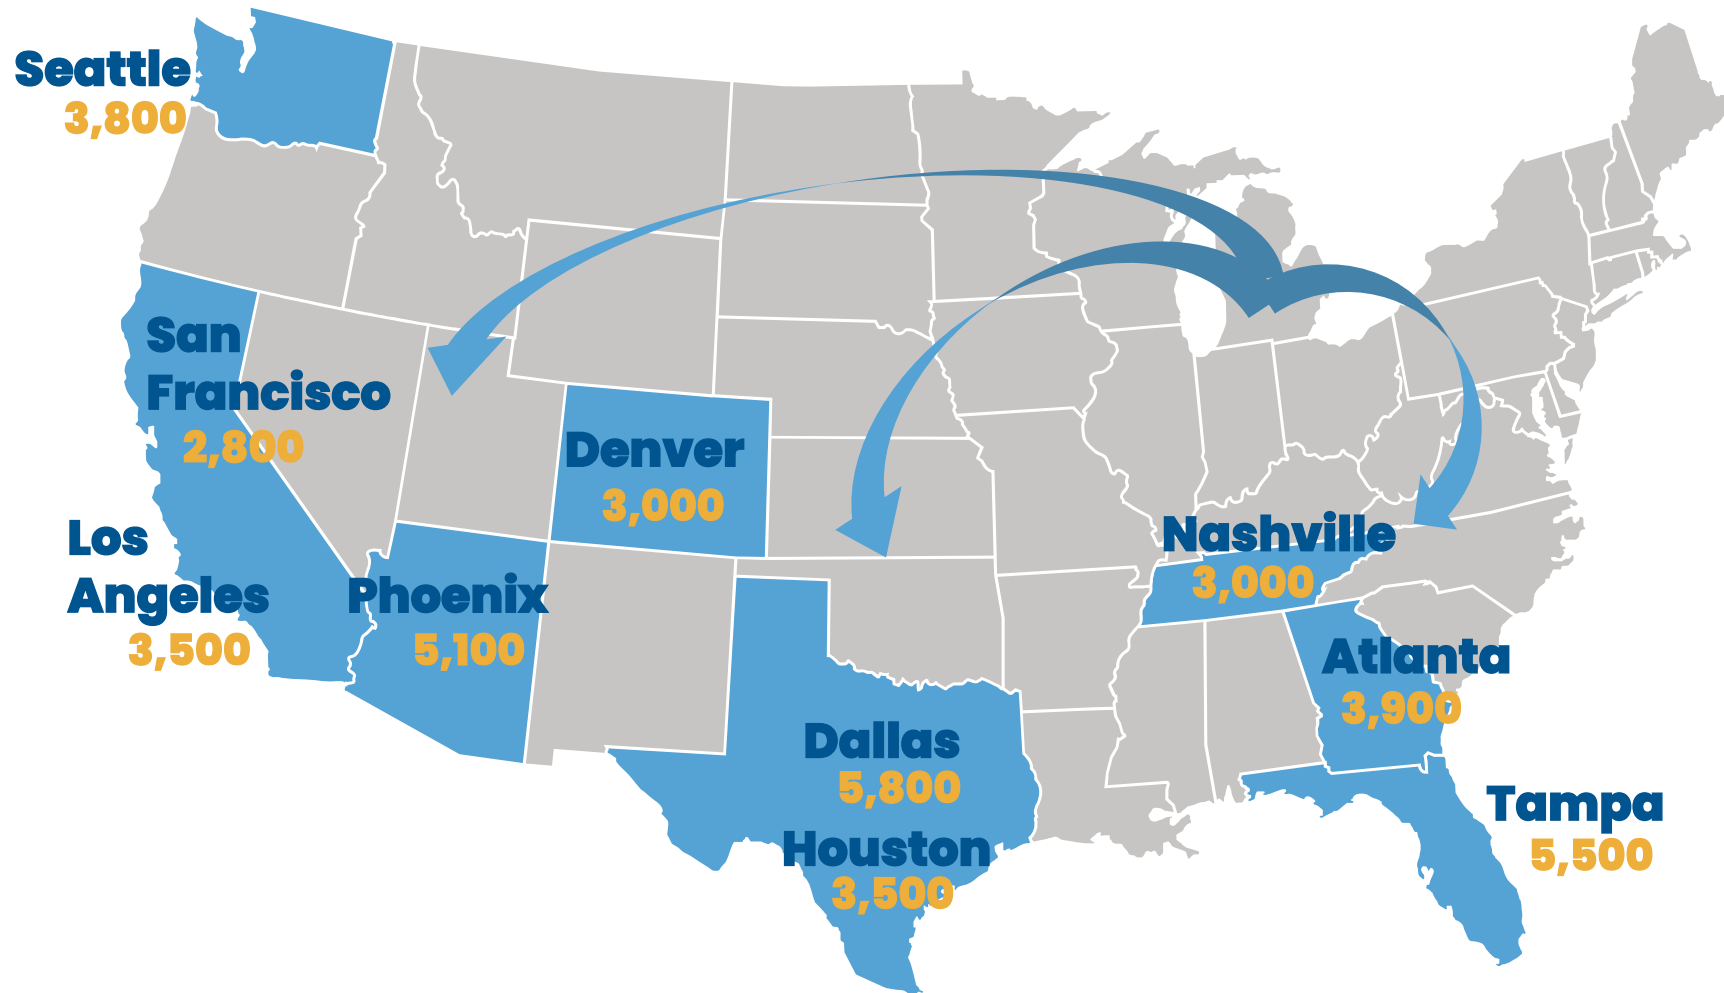 Seattle
3,800
San
Francisco
2,800
Los
Angeles
3,500
Phoenix
5,100
Denver
3,000
Dallas
5,800
Houston
3,500
Nashville
3,000
Atlanta
3,900
Tampa
5,500